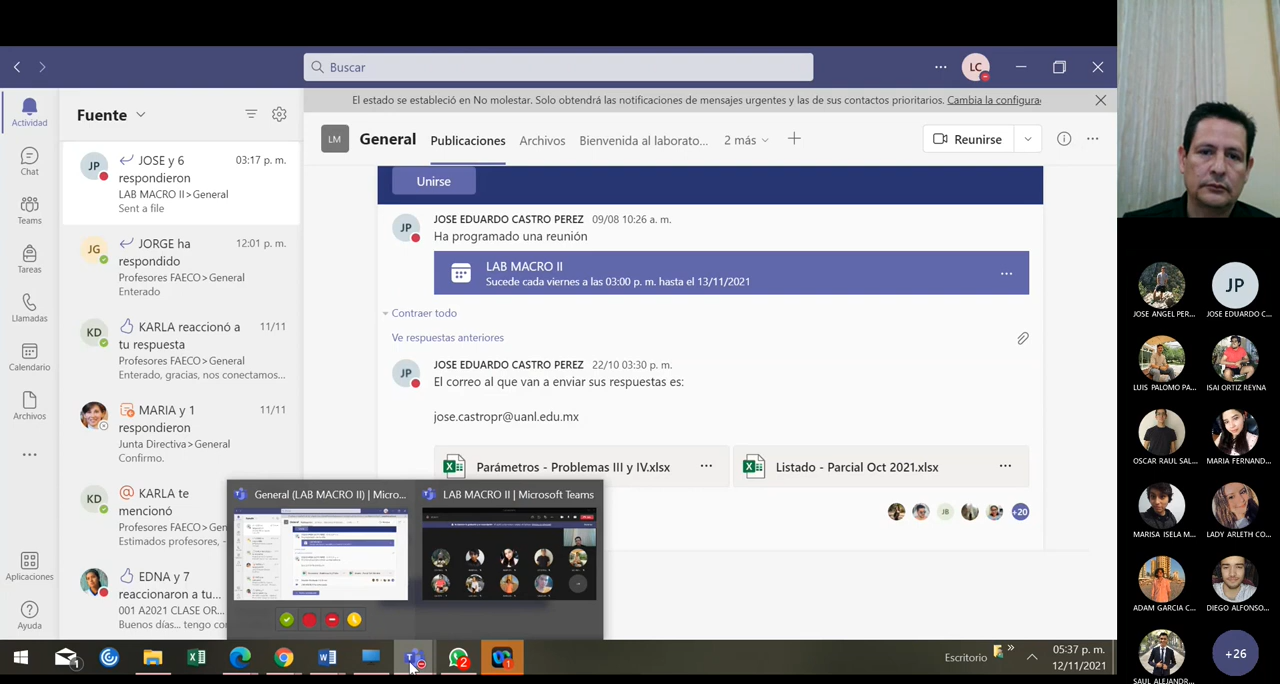 Buscar
LC
El estado se estableció en No molestar. Solo obtendrá las notificaciones de mensajes urgentes y las de sus contactos prioritarios. Cambia la configura
Actividad
Chat
Teams
Tareas
Llamadas
Calendario
Archivos
Aplicaciones
Ayuda
Fuente
JP
JOSE y 6 respondieron
03:17 p. m.
LAB MACRO II>General
Sent a file
JG
JORGE ha respondido
12:01 p. m.
Profesores FAECO>General
Enterado
KD
KARLA reaccionó a tu respuesta
11/11
Profesores FAECO>General
Enterado, gracias, nos conectamos...
MARIA y 1 respondieron
11/11
Junta Directiva>General
Confirmo.
KD
KARLA te mencionó
Profesores FAECO>
Estimados profesores,
EDNA y 7 reaccionaron a tu...
001 A2021 CLASE OR
Buenos días... tengo co
LM
General
Publicaciones
Archivos
Bienvenida al laborato...
2 más
Reunirse
Unirse
JP
JOSE EDUARDO CASTRO PEREZ 09/08 10:26 a. m.
Ha programado una reunión
LAB MACRO II
Sucede cada viernes a las 03:00 p. m. hasta el 13/11/2021
Contraer todo
Ve respuestas anteriores
JP
JOSE EDUARDO CASTRO PEREZ 22/10 03:30 p. m.
El correo al que van a enviar sus respuestas es:
jose.castropr@uanl.edu.mx
Parámetros - Problemas III y IV.xlsx
Listado - Parcial Oct 2021.xlsx
JB
+20
General (LAB MACRO II) | Micro...
LAB MACRO II | Microsoft Teams
1
2
1
Escritorio
05:37 p. m.
12/11/2021
JP
JOSE ANGEL PER...
JOSE EDUARDO C...
LUIS PALOMO PA...
ISAI ORTIZ REYNA
OSCAR RAUL SAL...
MARIA FERNAND...
MARISA ISELA M...
LADY ARLETH CO...
ADAM GARCIA C...
DIEGO ALFONSO...
SAUL ALEJANDR...
+26